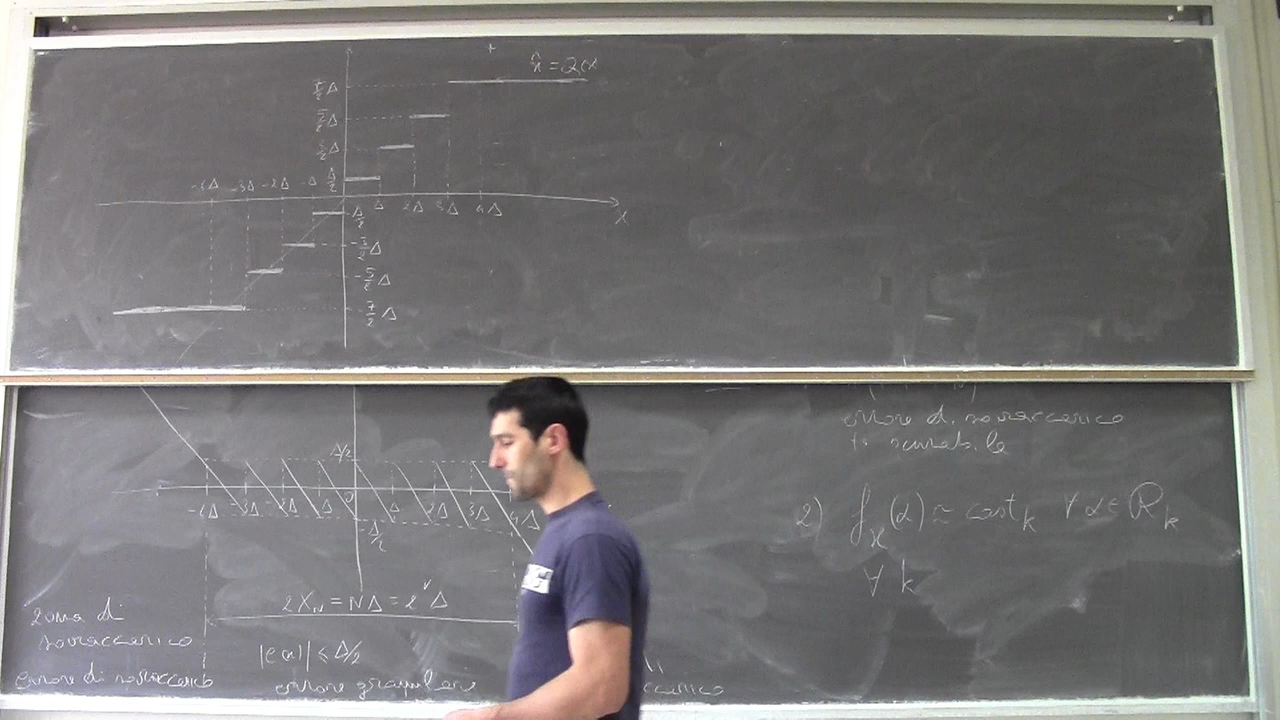 x̂ = Q(x
7/2 Δ
5/2 Δ
3/2 Δ
Δ/2
-4Δ -3Δ -2Δ -Δ
Δ 2Δ 3Δ 4Δ
x
-Δ/2
-3/2 Δ
-5/2 Δ
-7/2 Δ
errore di sovraccarico
trascurabile
Δ/2
-4Δ -3Δ -2Δ -Δ 0 Δ 2Δ 3Δ 4Δ
-Δ/2
2) f_x(α) ≃ cost_k ∀ α ∈ R_k
∀ k
2X_M = NΔ = 2^ν Δ
zona di
sovraccarico
|e(x)| ≤ Δ/2
errore di sovraccarico
errore granulare